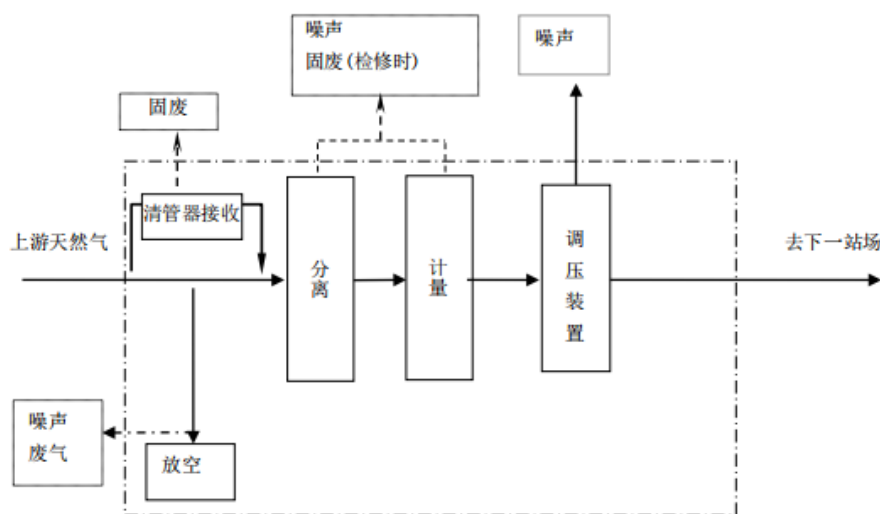 噪声
固废(检修时)
噪声
固废
清管器接收
上游天然气
分离
计量
调压装置
去下一站场
噪声
废气
放空